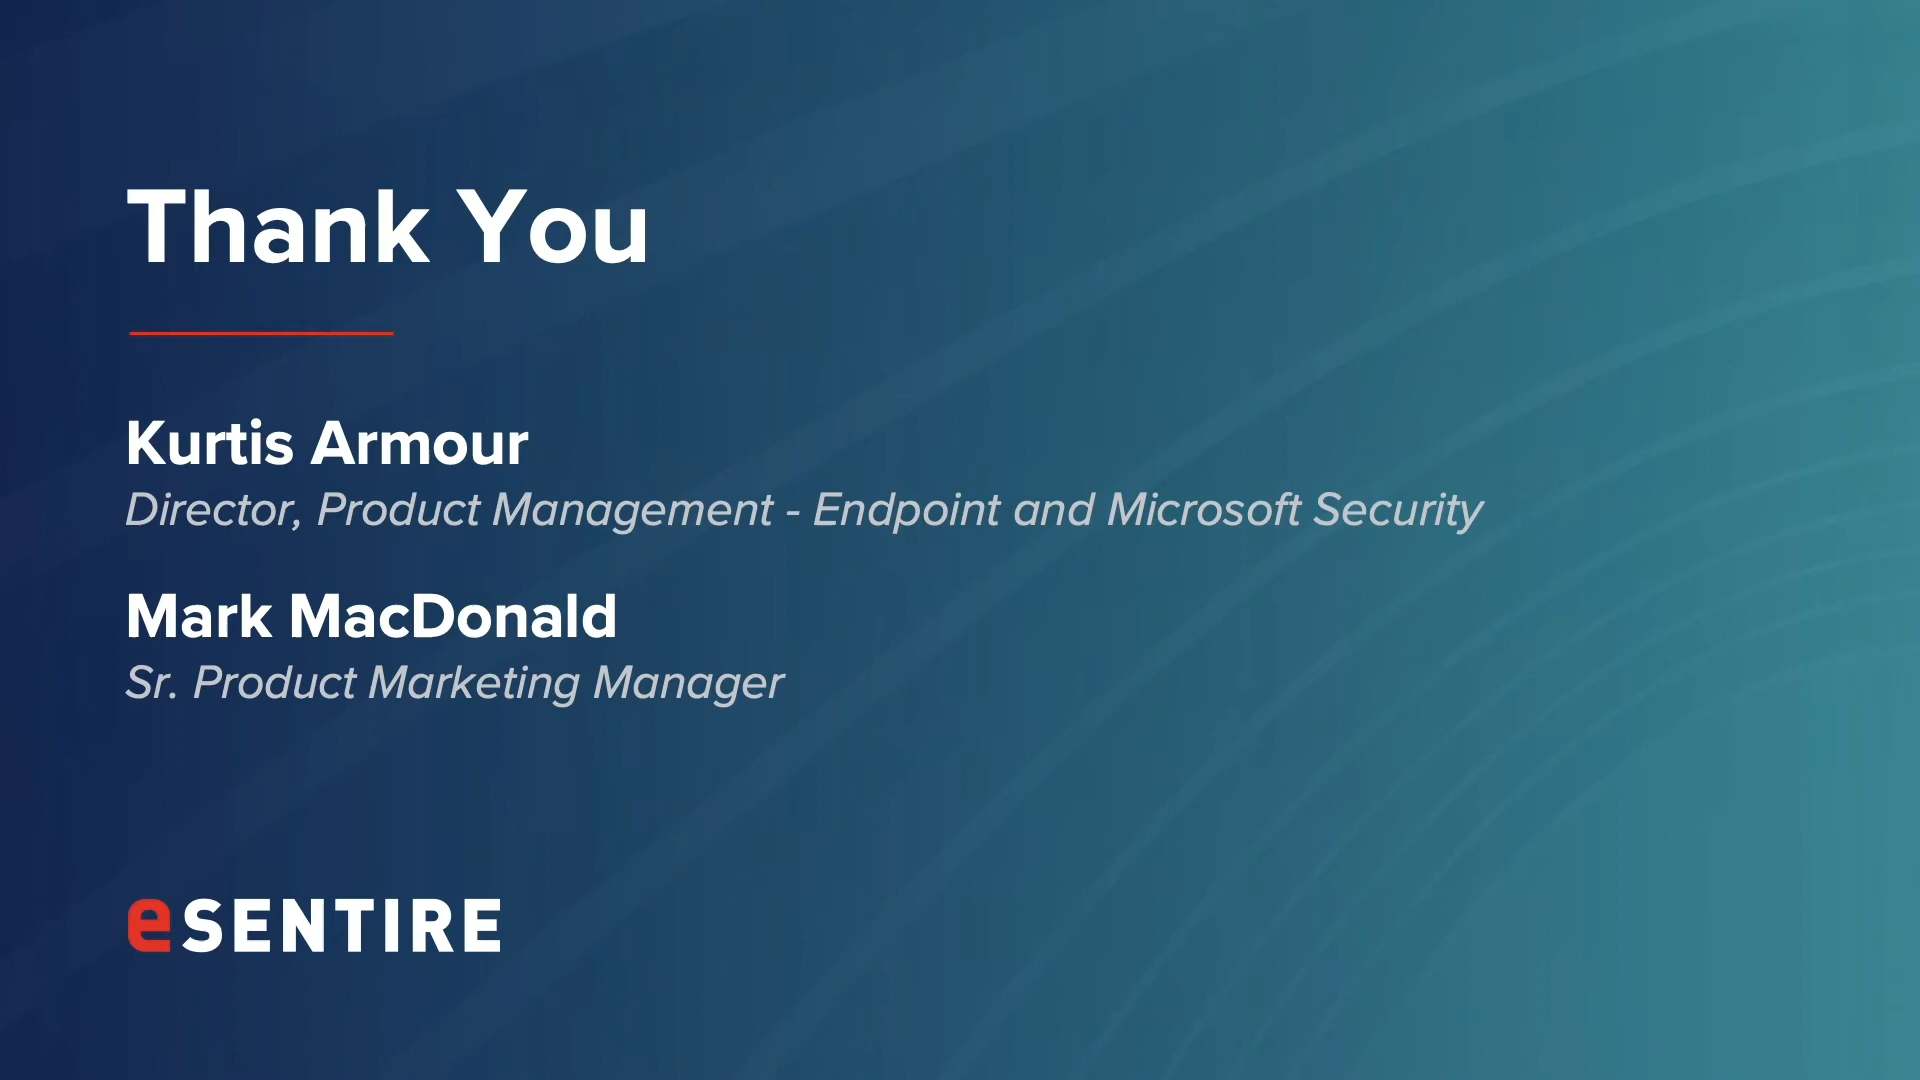 Thank You
Kurtis Armour
Director, Product Management - Endpoint and Microsoft Security
Mark MacDonald
Sr. Product Marketing Manager
eSENTIRE